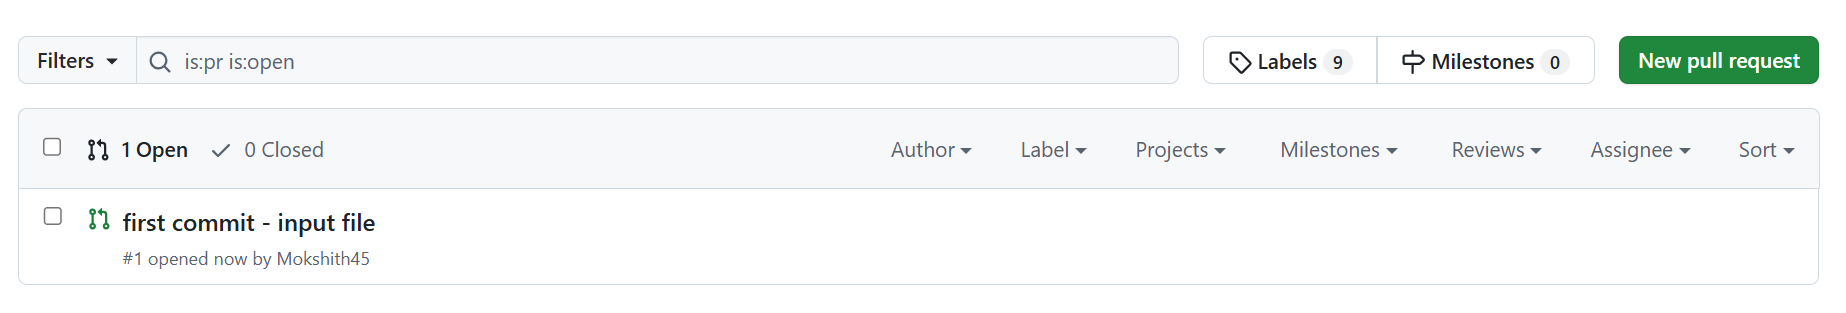 Filters is:pr is:open Labels 9 Milestones 0 New pull request
1 Open 0 Closed Author Label Projects Milestones Reviews Assignee Sort
first commit - input file
#1 opened now by Mokshith45